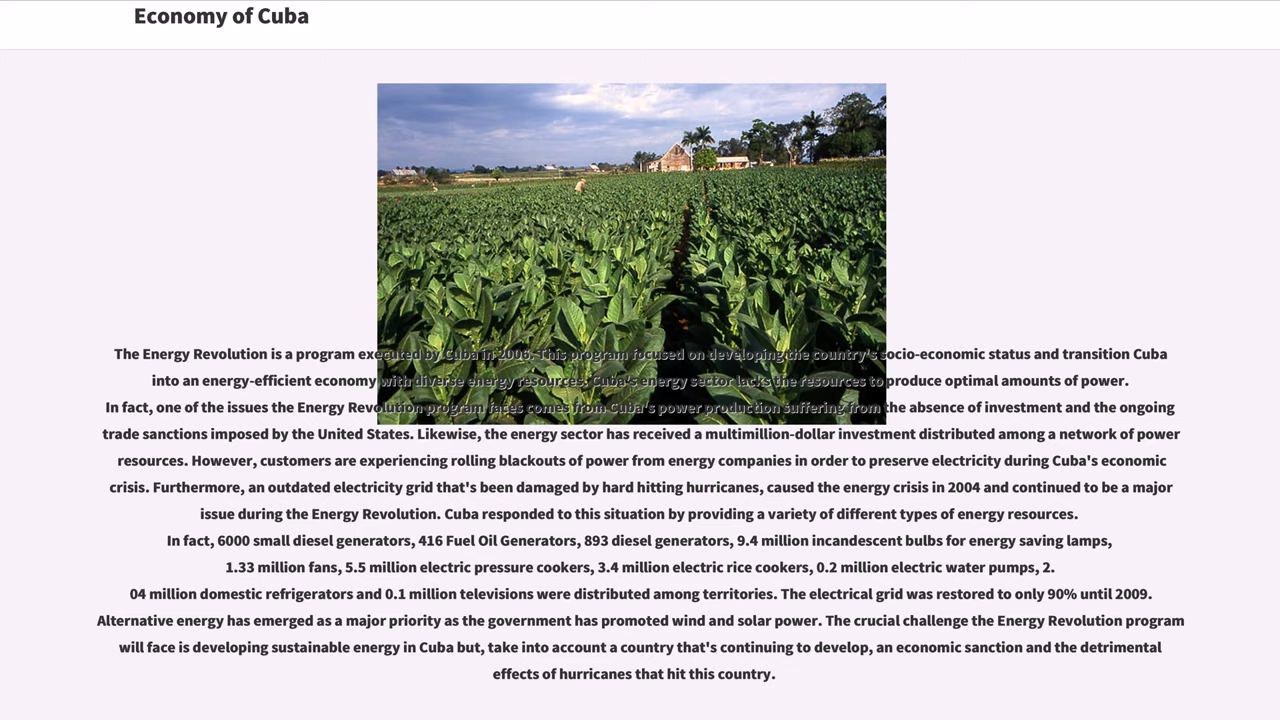 Economy of Cuba
The Energy Revolution is a program executed by Cuba in 2006. This program focused on developing the country's socio-economic status and transition Cuba
into an energy-efficient economy with diverse energy resources. Cuba's energy sector lacks the resources to produce optimal amounts of power.
In fact, one of the issues the Energy Revolution program faces comes from Cuba's power production suffering from the absence of investment and the ongoing
trade sanctions imposed by the United States. Likewise, the energy sector has received a multimillion-dollar investment distributed among a network of power
resources. However, customers are experiencing rolling blackouts of power from energy companies in order to preserve electricity during Cuba's economic
crisis. Furthermore, an outdated electricity grid that's been damaged by hard hitting hurricanes, caused the energy crisis in 2004 and continued to be a major
issue during the Energy Revolution. Cuba responded to this situation by providing a variety of different types of energy resources.
In fact, 6000 small diesel generators, 416 Fuel Oil Generators, 893 diesel generators, 9.4 million incandescent bulbs for energy saving lamps,
1.33 million fans, 5.5 million electric pressure cookers, 3.4 million electric rice cookers, 0.2 million electric water pumps, 2.
04 million domestic refrigerators and 0.1 million televisions were distributed among territories. The electrical grid was restored to only 90% until 2009.
Alternative energy has emerged as a major priority as the government has promoted wind and solar power. The crucial challenge the Energy Revolution program
will face is developing sustainable energy in Cuba but, take into account a country that's continuing to develop, an economic sanction and the detrimental
effects of hurricanes that hit this country.